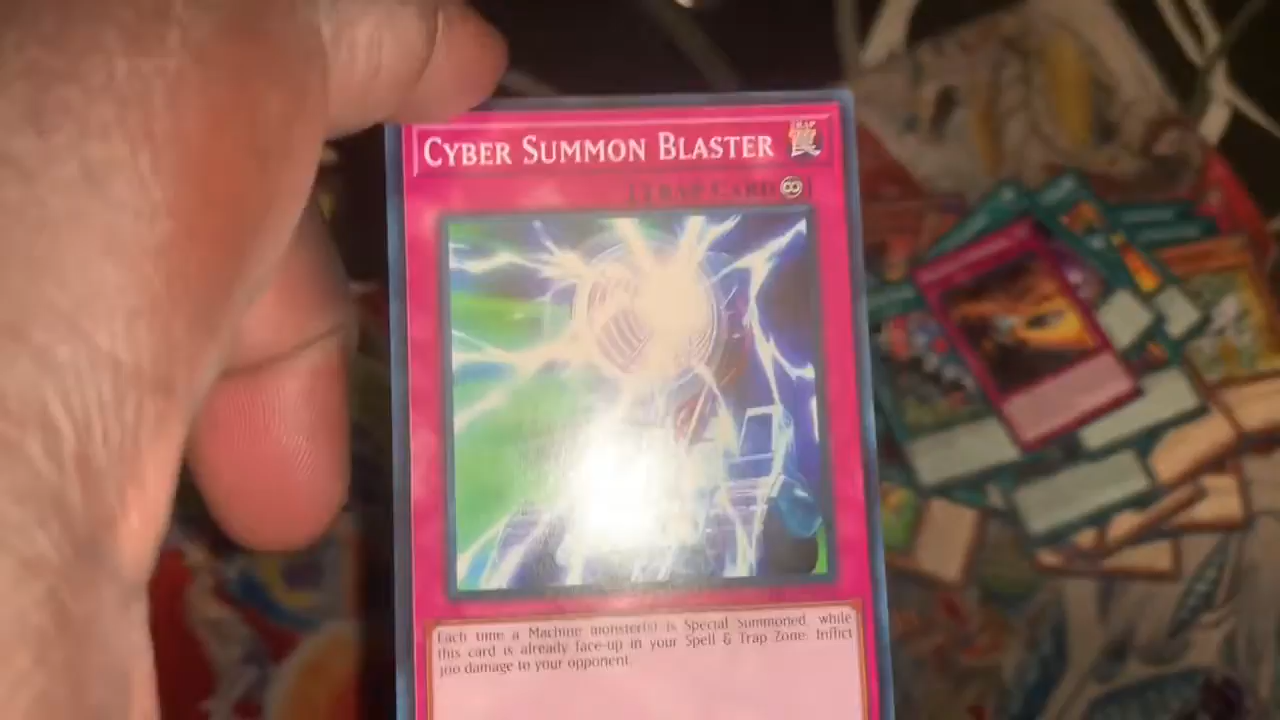 CYBER SUMMON BLASTER
TRAP
[TRAP CARD ]
Each time a Machine monster(s) is Special Summoned, while
this card is already face-up in your Spell & Trap Zone: Inflict
300 damage to your opponent.